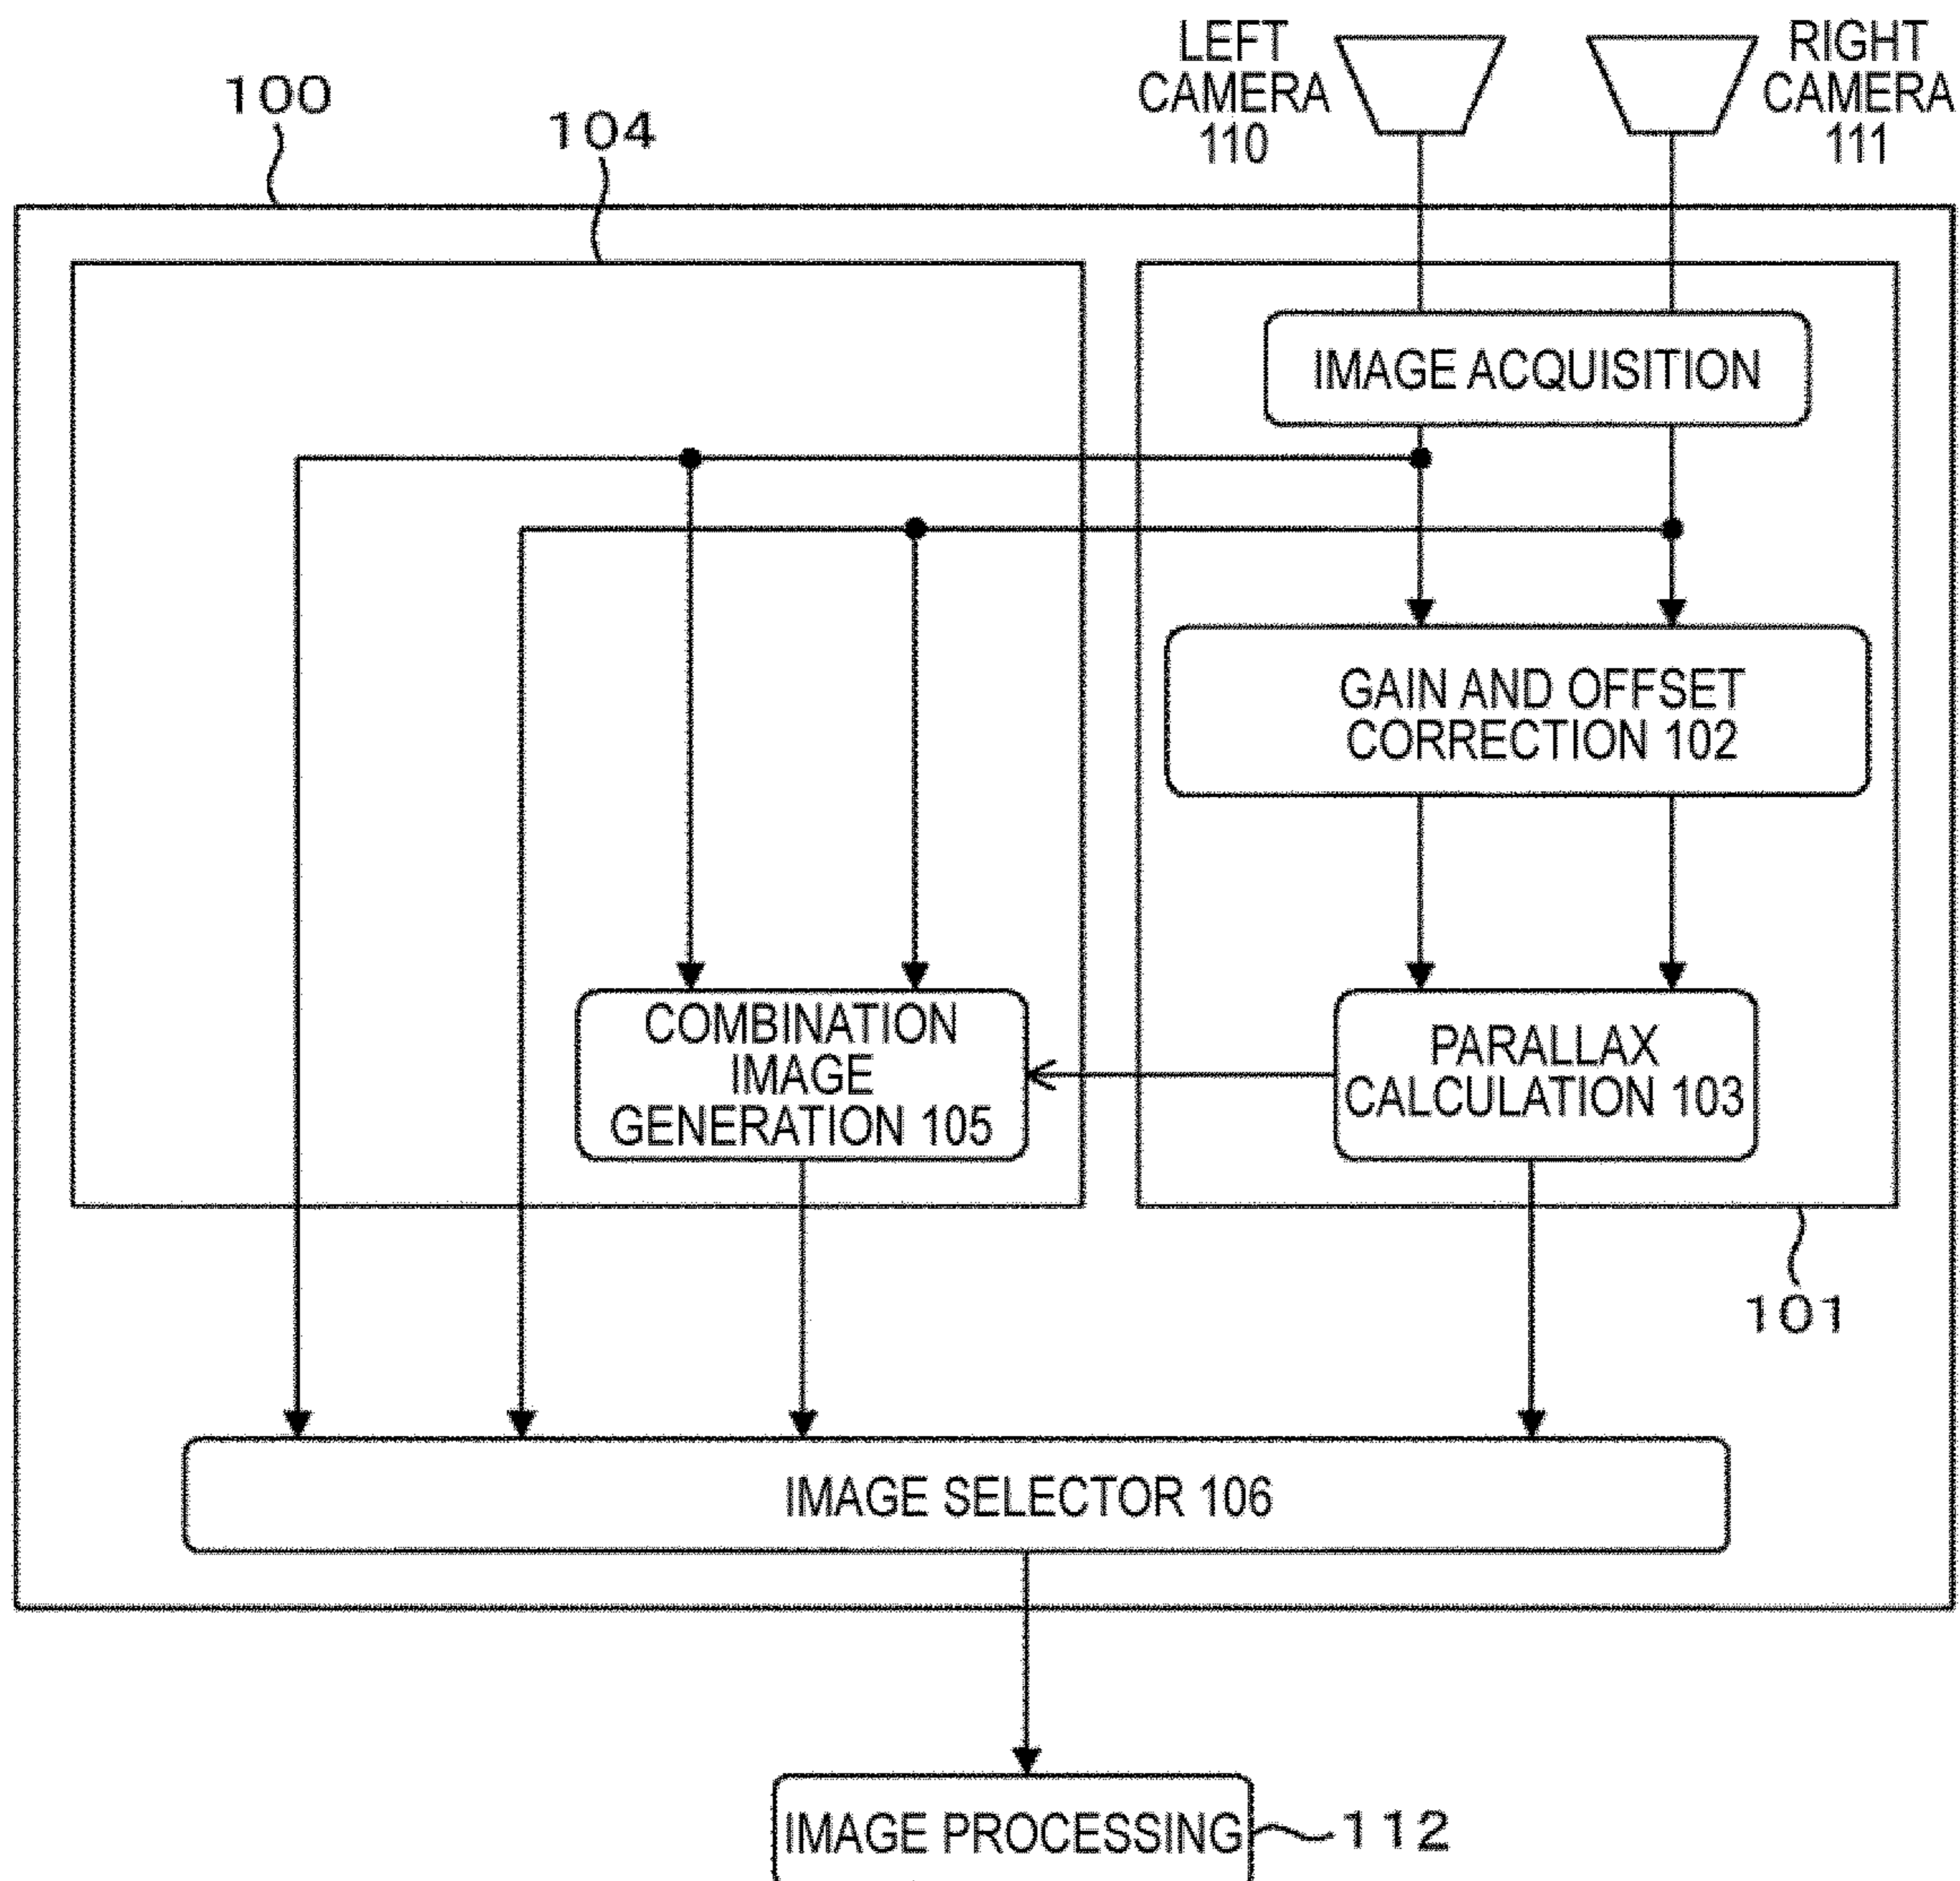 LEFT
CAMERA
110
RIGHT
CAMERA
111
100
104
IMAGE ACQUISITION
GAIN AND OFFSET
CORRECTION 102
COMBINATION
IMAGE
GENERATION 105
PARALLAX
CALCULATION 103
101
IMAGE SELECTOR 106
IMAGE PROCESSING
112